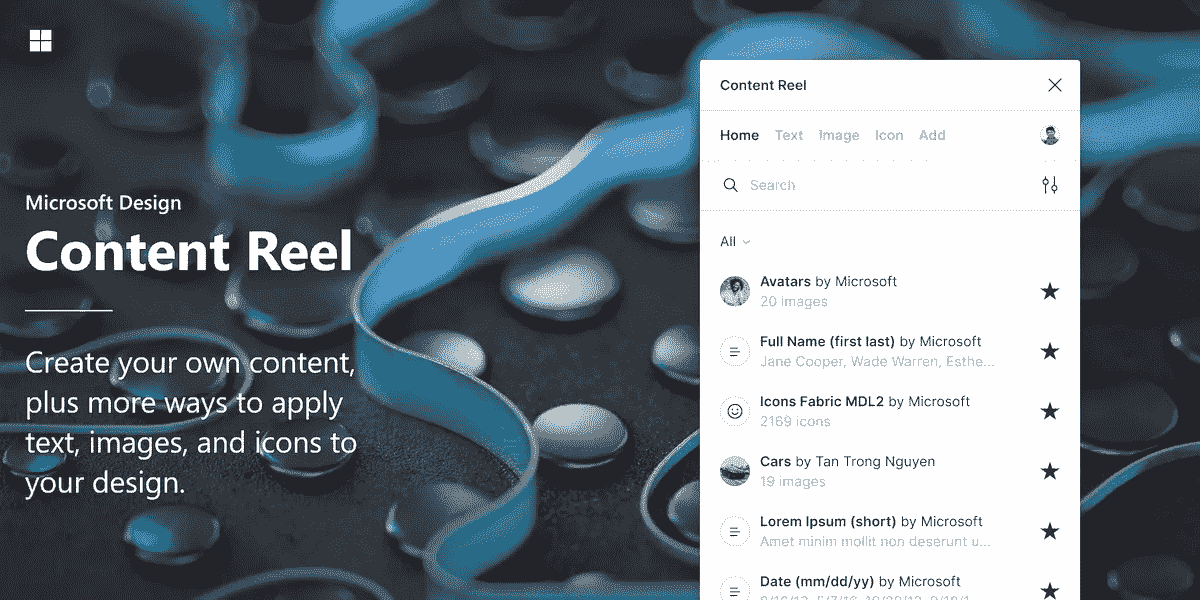 Microsoft Design
Content Reel
Create your own content,
plus more ways to apply
text, images, and icons to
your design.
Content Reel
Home Text Image Icon Add
Search
All
Avatars by Microsoft
20 images
Full Name (first last) by Microsoft
Jane Cooper, Wade Warren, Esthe...
Icons Fabric MDL2 by Microsoft
2169 icons
Cars by Tan Trong Nguyen
19 images
Lorem Ipsum (short) by Microsoft
Amet minim mollit non deserunt u...
Date (mm/dd/yy) by Microsoft